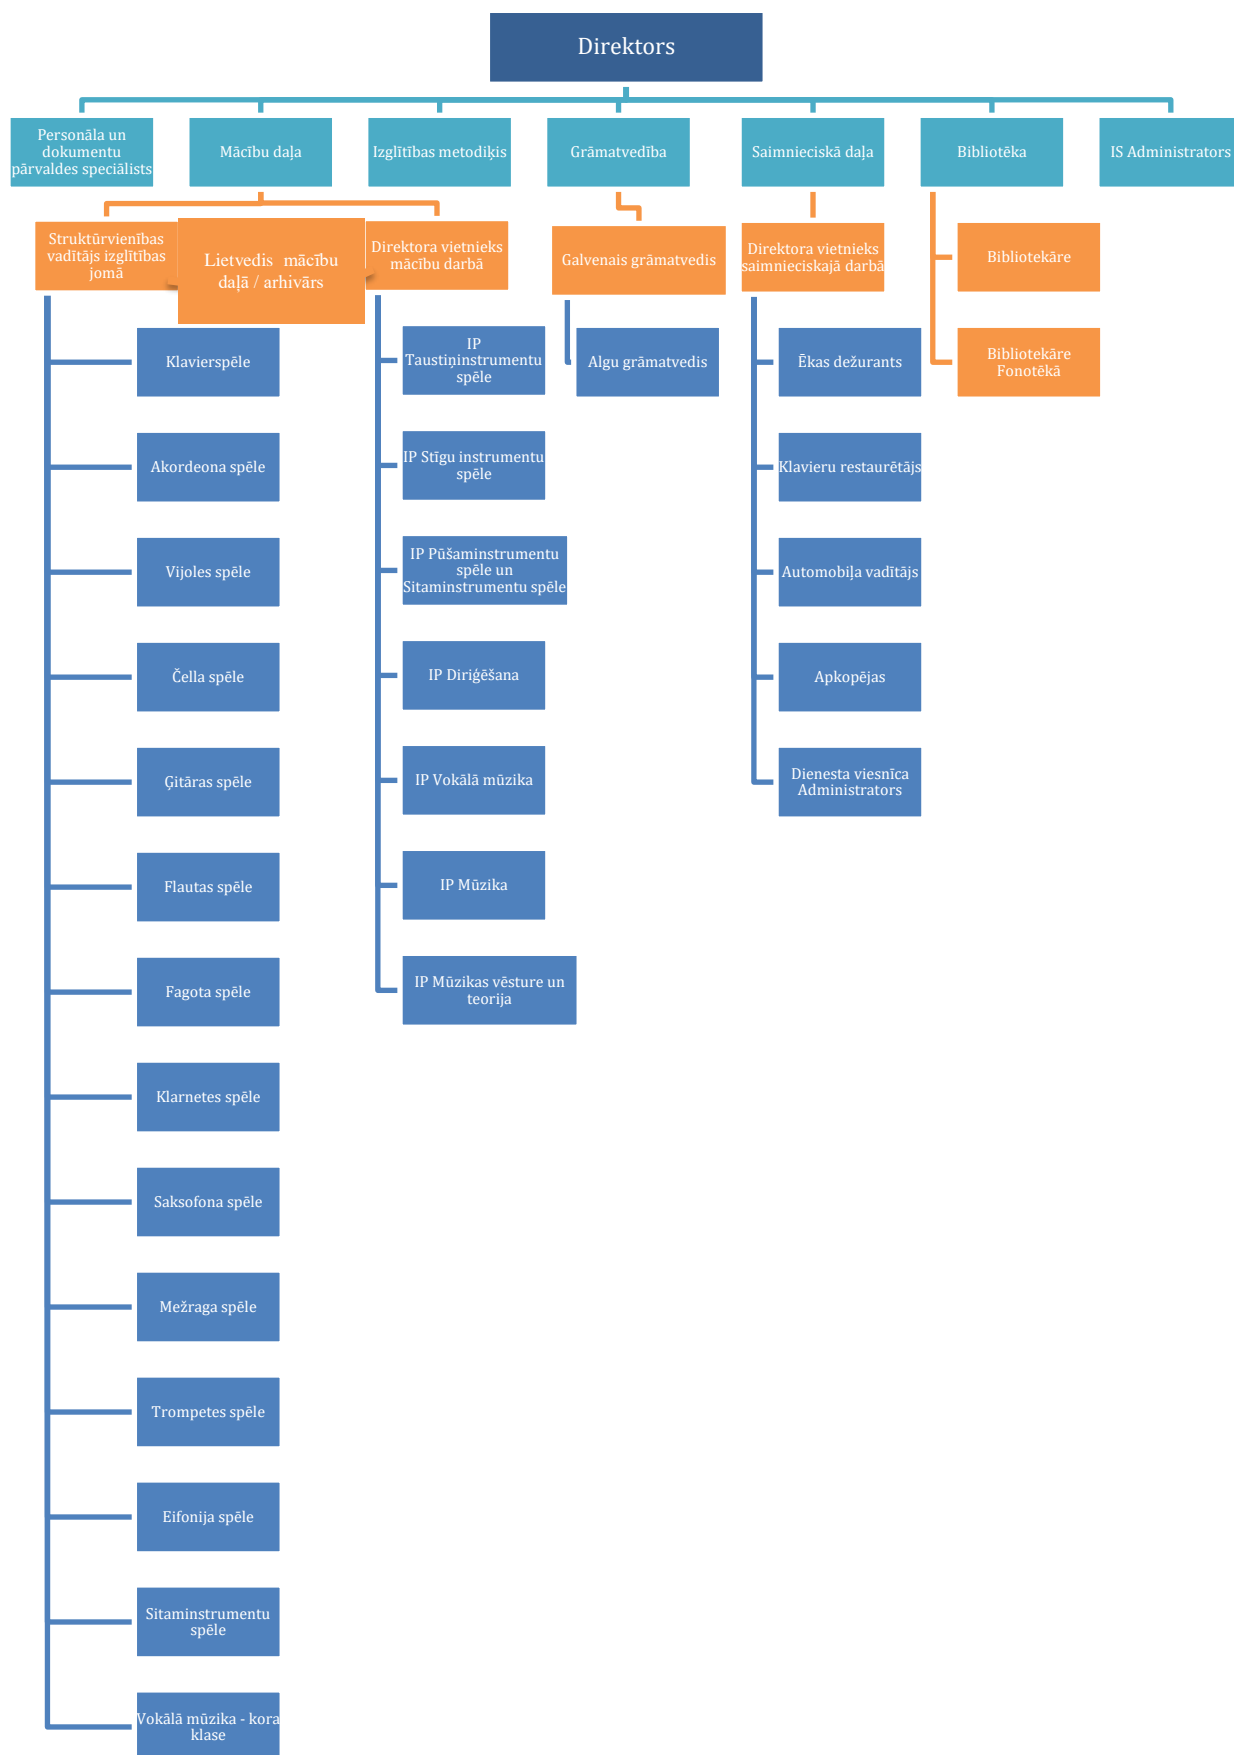 Direktors
Personāla un
dokumentu
pārvaldes speciālists
Mācību daļa
Izglītības metodiķis
Grāmatvedība
Saimnieciskā daļa
Bibliotēka
IS Administrators
Struktūrvienības
vadītājs izglītības
jomā
Lietvedis mācību
daļā / arhivārs
Direktora vietnieks
mācību darbā
Galvenais grāmatvedis
Direktora vietnieks
saimnieciskajā darbā
Bibliotekāre
Bibliotekāre
Fonotēkā
Klavierspēle
Akordeona spēle
Vijoles spēle
Čella spēle
Ģitāras spēle
Flautas spēle
Fagota spēle
Klarnetes spēle
Saksofona spēle
Mežraga spēle
Trompetes spēle
Eifonija spēle
Sitaminstrumentu
spēle
Vokālā mūzika - kora
klase
IP
Taustiņinstrumentu
spēle
IP Stīgu instrumentu
spēle
IP Pūšaminstrumentu
spēle un
Sitaminstrumentu spēle
IP Diriģēšana
IP Vokālā mūzika
IP Mūzika
IP Mūzikas vēsture un
teorija
Algu grāmatvedis
Ēkas dežurants
Klavieru restaurētājs
Automobiļa vadītājs
Apkopējas
Dienesta viesnīca
Administrators